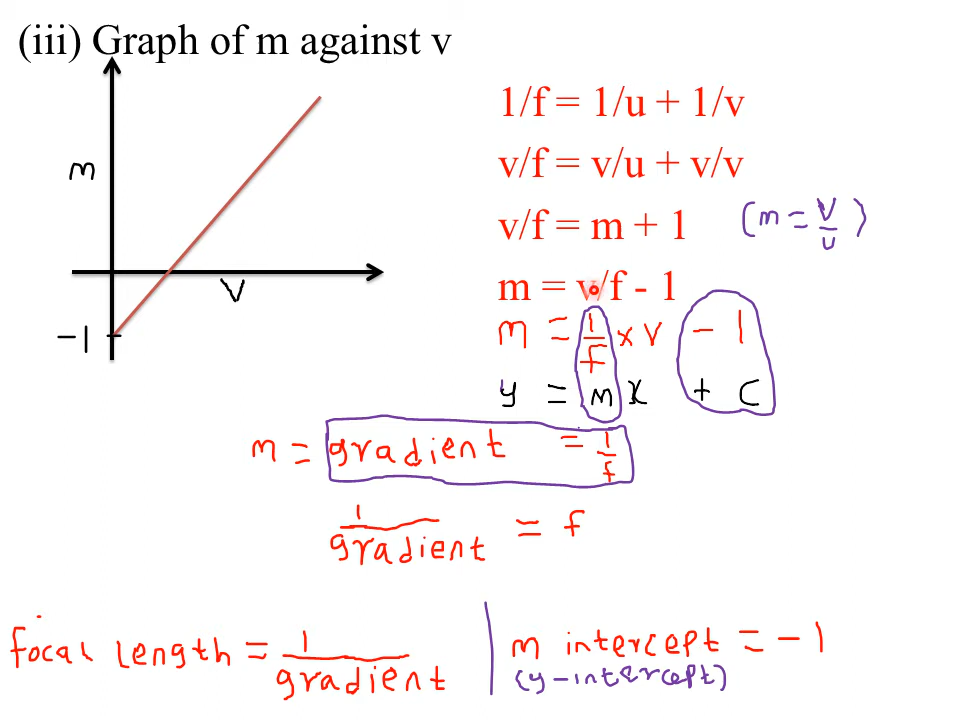 (iii) Graph of m against v
m
v
-1
1/f = 1/u + 1/v
v/f = v/u + v/v
v/f = m + 1 (m = v/u)
m = v/f - 1
m = 1/f x v - 1
y = m x + c
m = gradient = 1/f
1/gradient = f
Focal Length = 1/gradient
m intercept = -1
(y-intercept)